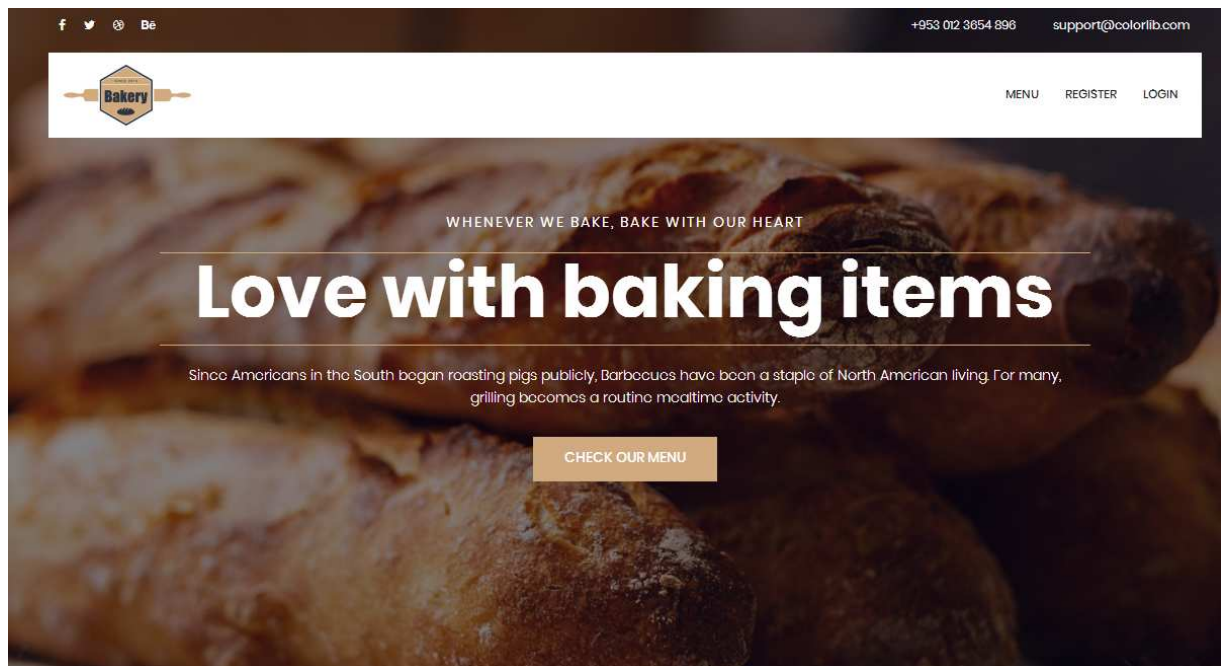 Bē
+953 012 3654 896
support@colorlib.com
Bakery
MENU
REGISTER
LOGIN
WHENEVER WE BAKE, BAKE WITH OUR HEART
Love with baking items
Since Americans in the South began roasting pigs publicly, Barbecues have been a staple of North American living. For many,
grilling becomes a routine mealtime activity.
CHECK OUR MENU